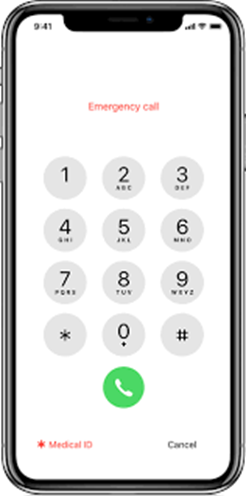 9:41
Emergency call
1 2 3
ABC DEF
4 5 6
GHI JKL MNO
7 8 9
PQRS TUV WXYZ
* 0 #
+
* Medical ID
Cancel